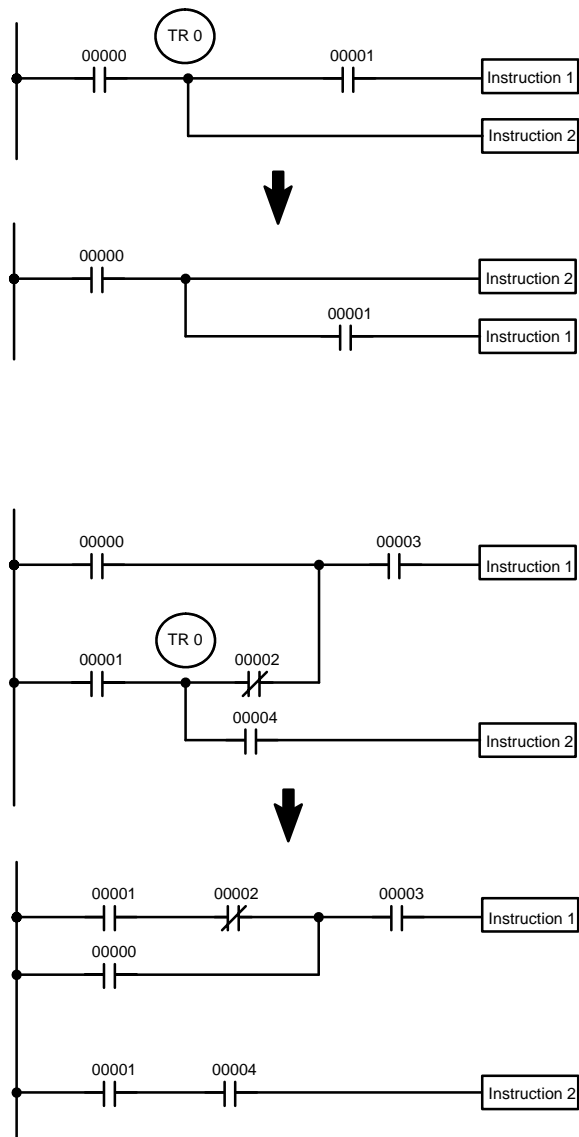 TR 0
00000 00001
Instruction 1
Instruction 2
00000
Instruction 2
00001
Instruction 1
00000 00003
Instruction 1
TR 0
00001 00002
00004
Instruction 2
00001 00002 00003
Instruction 1
00000
00001 00004
Instruction 2